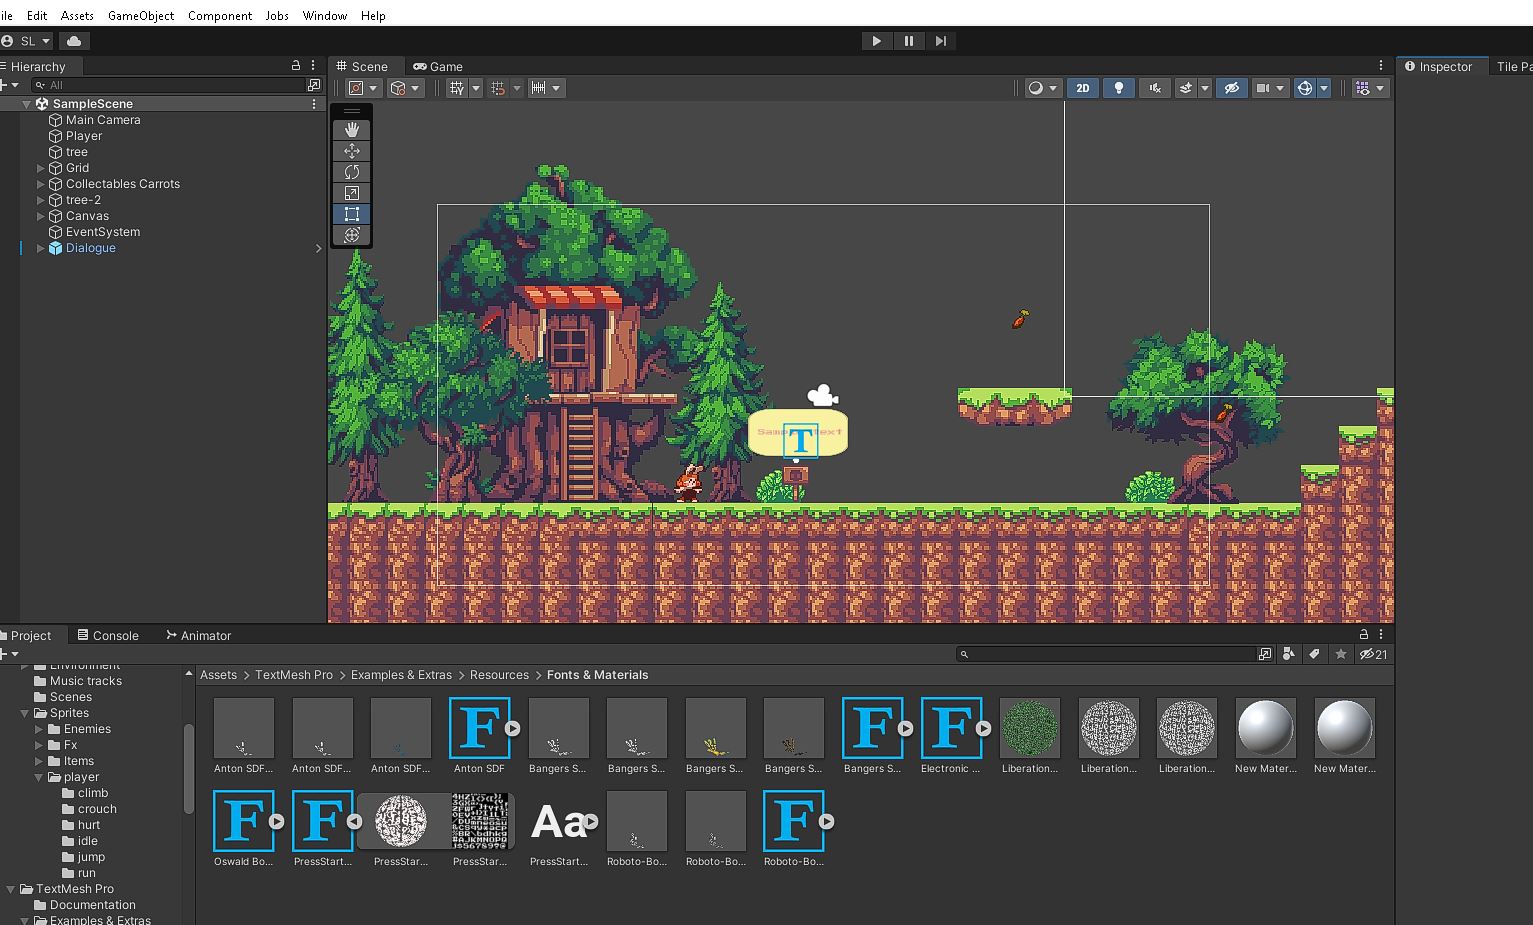 ile Edit Assets GameObject Component Jobs Window Help
SL
Hierarchy
All
SampleScene
Main Camera
Player
tree
Grid
Collectables Carrots
tree-2
Canvas
EventSystem
Dialogue
Scene Game
2D
T
Inspector Tile Pa
Project Console Animator
21
Environment
Music tracks
Scenes
Sprites
Enemies
Fx
Items
player
climb
crouch
hurt
idle
jump
run
TextMesh Pro
Documentation
Examples & Extras
Assets > TextMesh Pro > Examples & Extras > Resources > Fonts & Materials
F F F
Anton SDF... Anton SDF... Anton SDF... Anton SDF Bangers S... Bangers S... Bangers S... Bangers S... Bangers S... Electronic ... Liberation... Liberation... Liberation... New Mater... New Mater...
F F Aa F
Oswald Bo... PressStart... PressStar... PressStar... PressStart... Roboto-Bo... Roboto-Bo... Roboto-Bo...